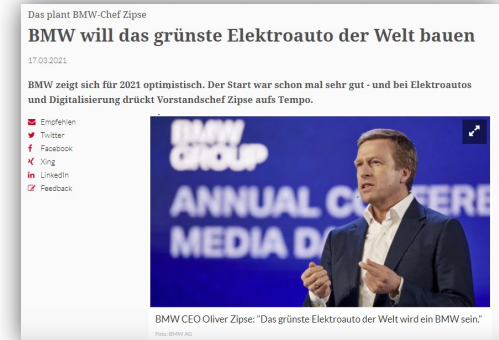 Das plant BMW-Chef Zipse
BMW will das grünste Elektroauto der Welt bauen
17.03.2021
BMW zeigt sich für 2021 optimistisch. Der Start war schon mal sehr gut - und bei Elektroautos
und Digitalisierung drückt Vorstandschef Zipse aufs Tempo.
Empfehlen
Twitter
Facebook
Xing
LinkedIn
Feedback
BMW
GROUP
ANNUAL CONFERE
MEDIA DA
BMW CEO Oliver Zipse: "Das grünste Elektroauto der Welt wird ein BMW sein."
Foto: BMW AG